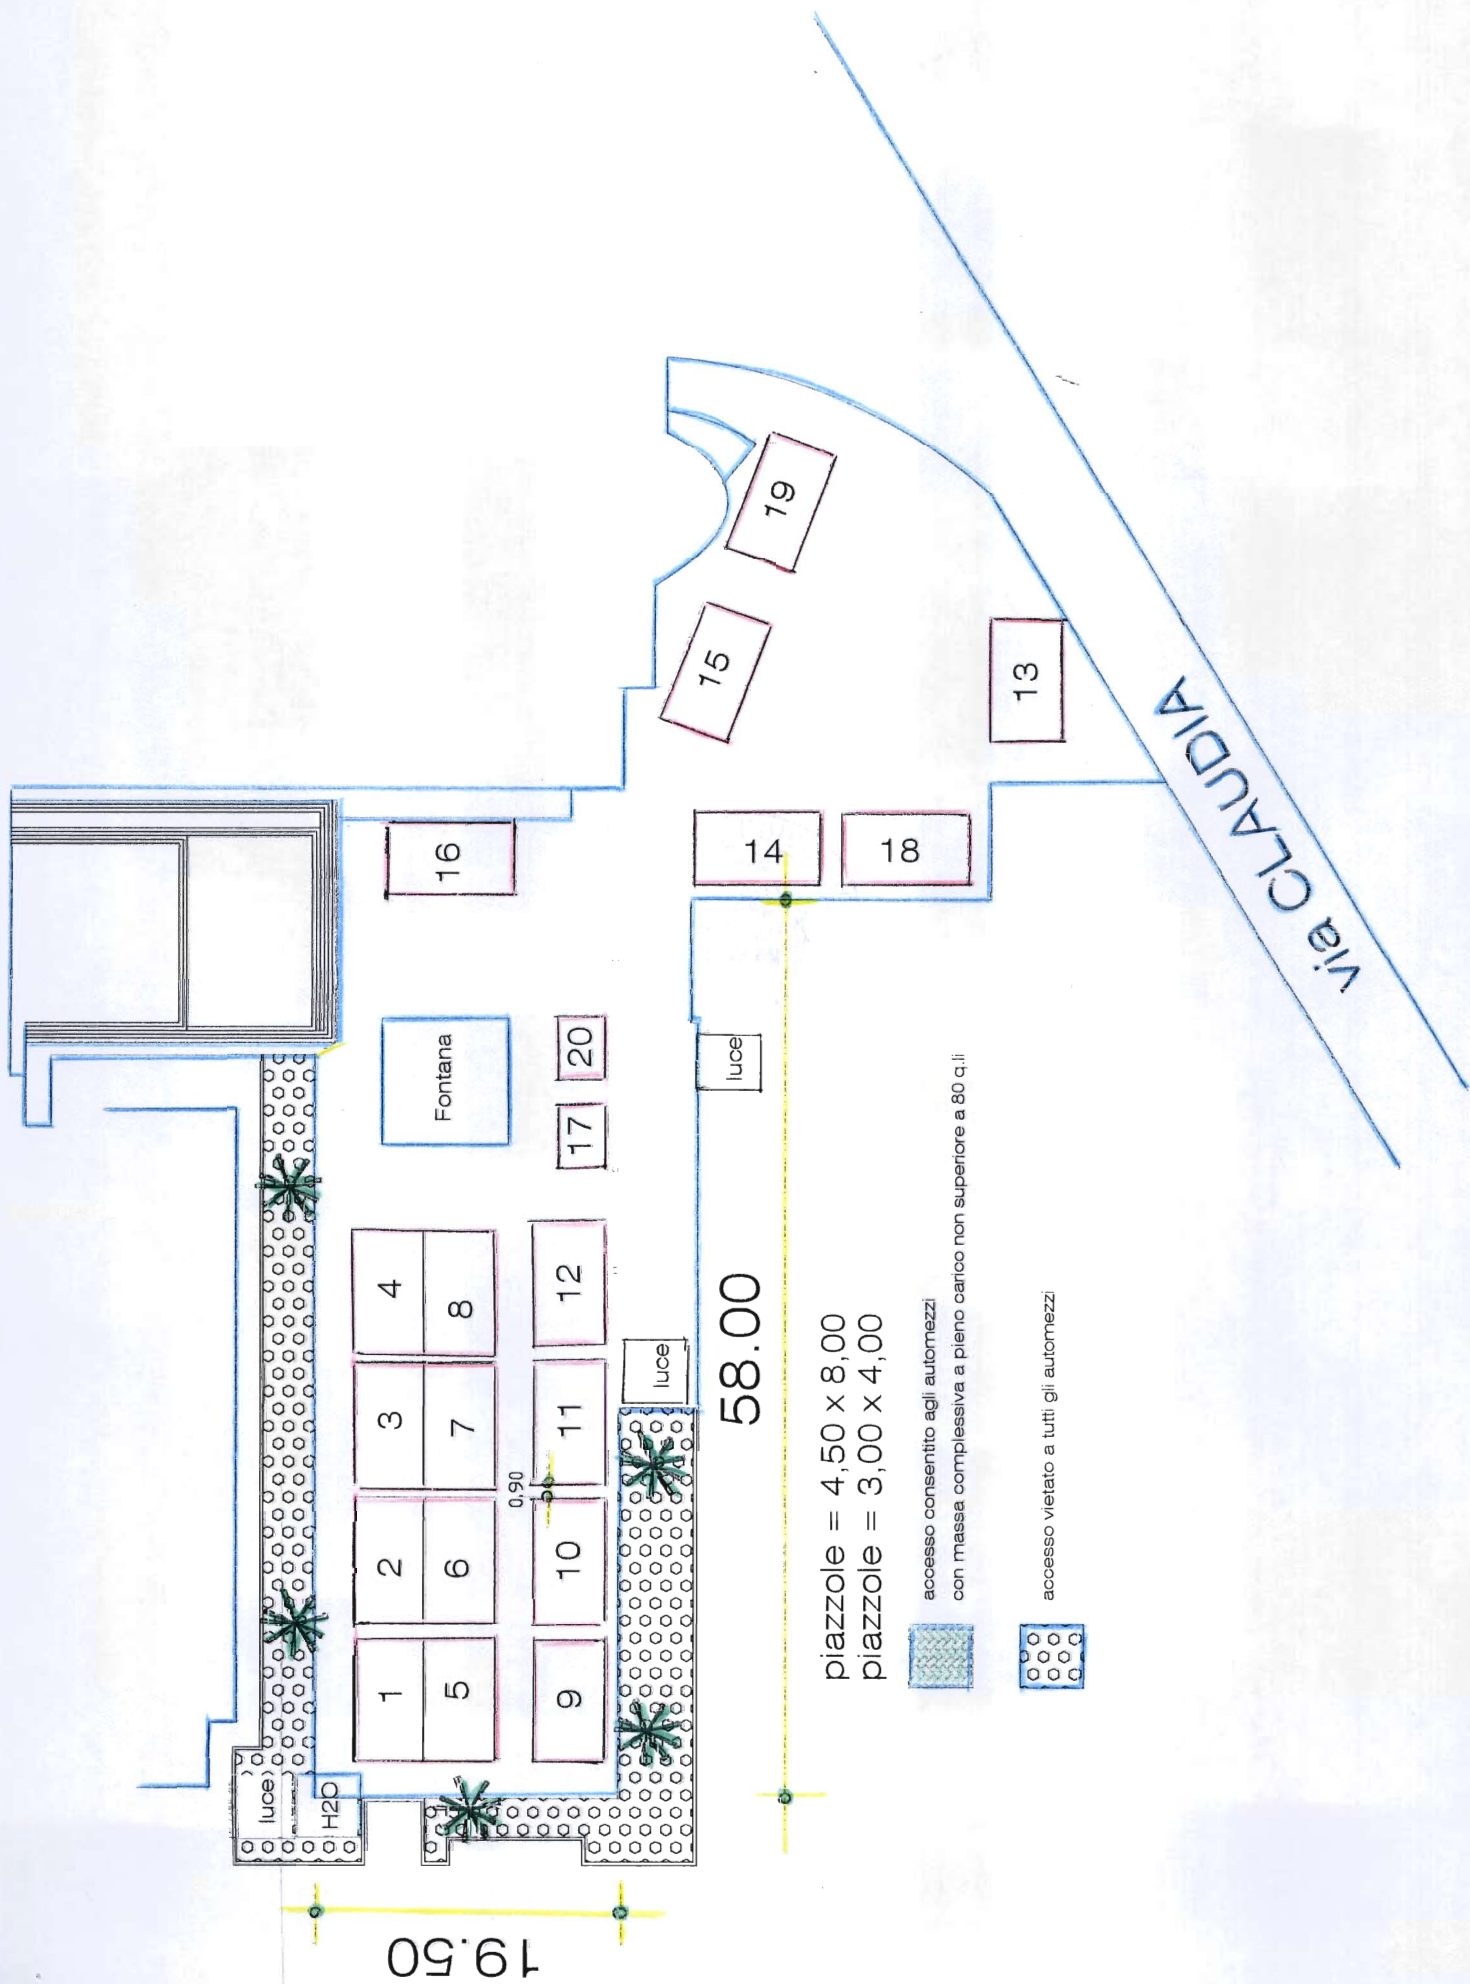 luce
H2O
1
2
3
4
5
6
7
8
9
10
11
12
0,90
Fontana
17
20
16
luce
luce
14
18
15
19
13
via CLAUDIA
19.50
58.00
piazzole = 4,50 x 8,00
piazzole = 3,00 x 4,00
accesso consentito agli automezzi
con massa complessiva a pieno carico non superiore a 80 q.li
accesso vietato a tutti gli automezzi